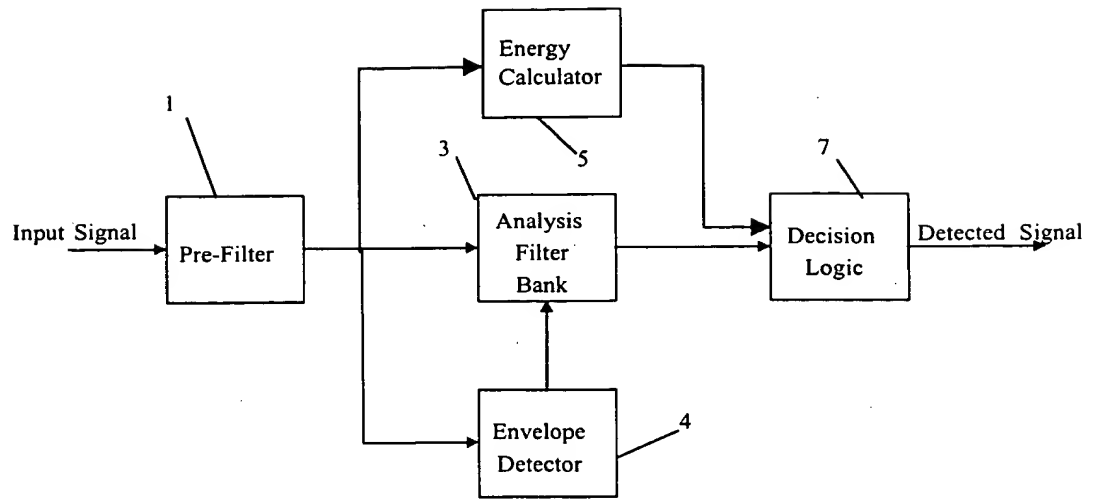 Energy
Calculator
1
5
3
7
Input Signal
Pre-Filter
Analysis
Filter
Bank
Decision
Logic
Detected Signal
Envelope
Detector
4